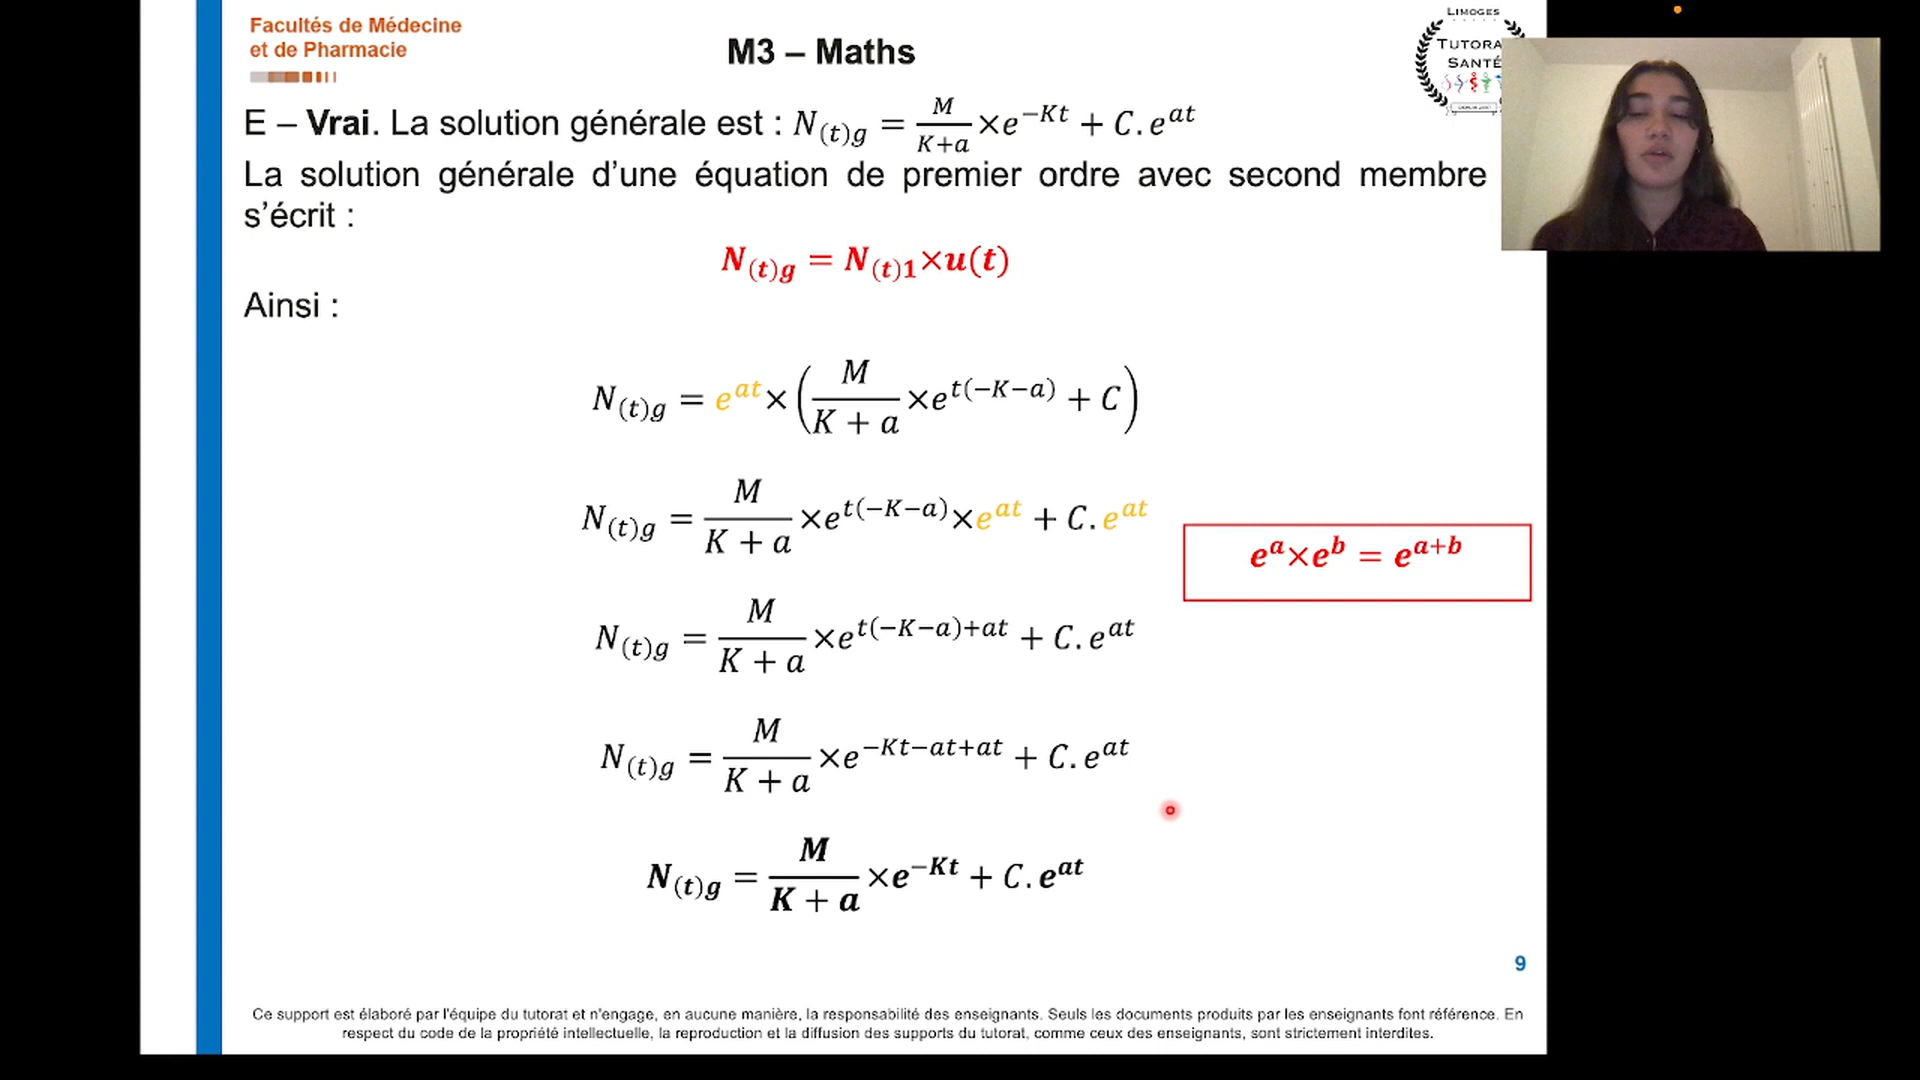 Facultés de Médecine
et de Pharmacie
M3 – Maths
LIMOGES
TUTORA
SANTÉ
E – Vrai. La solution générale est : N₍ₜ₎g = M/(K+a) ×e^(−Kt) + C.e^(at)
La solution générale d’une équation de premier ordre avec second membre
s’écrit :
N₍ₜ₎g = N₍ₜ₎1×u(t)
Ainsi :
N₍ₜ₎g = e^(at)×(M/(K + a) ×e^(t(−K−a)) + C)
N₍ₜ₎g = M/(K + a) ×e^(t(−K−a))×e^(at) + C.e^(at)
e^a×e^b = e^(a+b)
N₍ₜ₎g = M/(K + a) ×e^(t(−K−a)+at) + C.e^(at)
N₍ₜ₎g = M/(K + a) ×e^(−Kt−at+at) + C.e^(at)
N₍ₜ₎g = M/(K + a) ×e^(−Kt) + C.e^(at)
9
Ce support est élaboré par l'équipe du tutorat et n'engage, en aucune manière, la responsabilité des enseignants. Seuls les documents produits par les enseignants font référence. En
respect du code de la propriété intellectuelle, la reproduction et la diffusion des supports du tutorat, comme ceux des enseignants, sont strictement interdites.